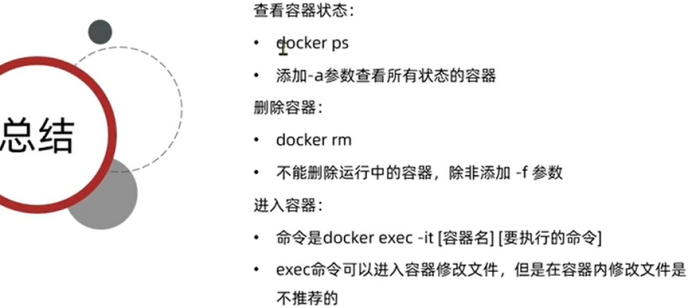 总结
查看容器状态：
• docker ps
• 添加-a参数查看所有状态的容器
删除容器：
• docker rm
• 不能删除运行中的容器，除非添加 -f 参数
进入容器：
• 命令是docker exec -it [容器名] [要执行的命令]
• exec命令可以进入容器修改文件，但是在容器内修改文件是
不推荐的